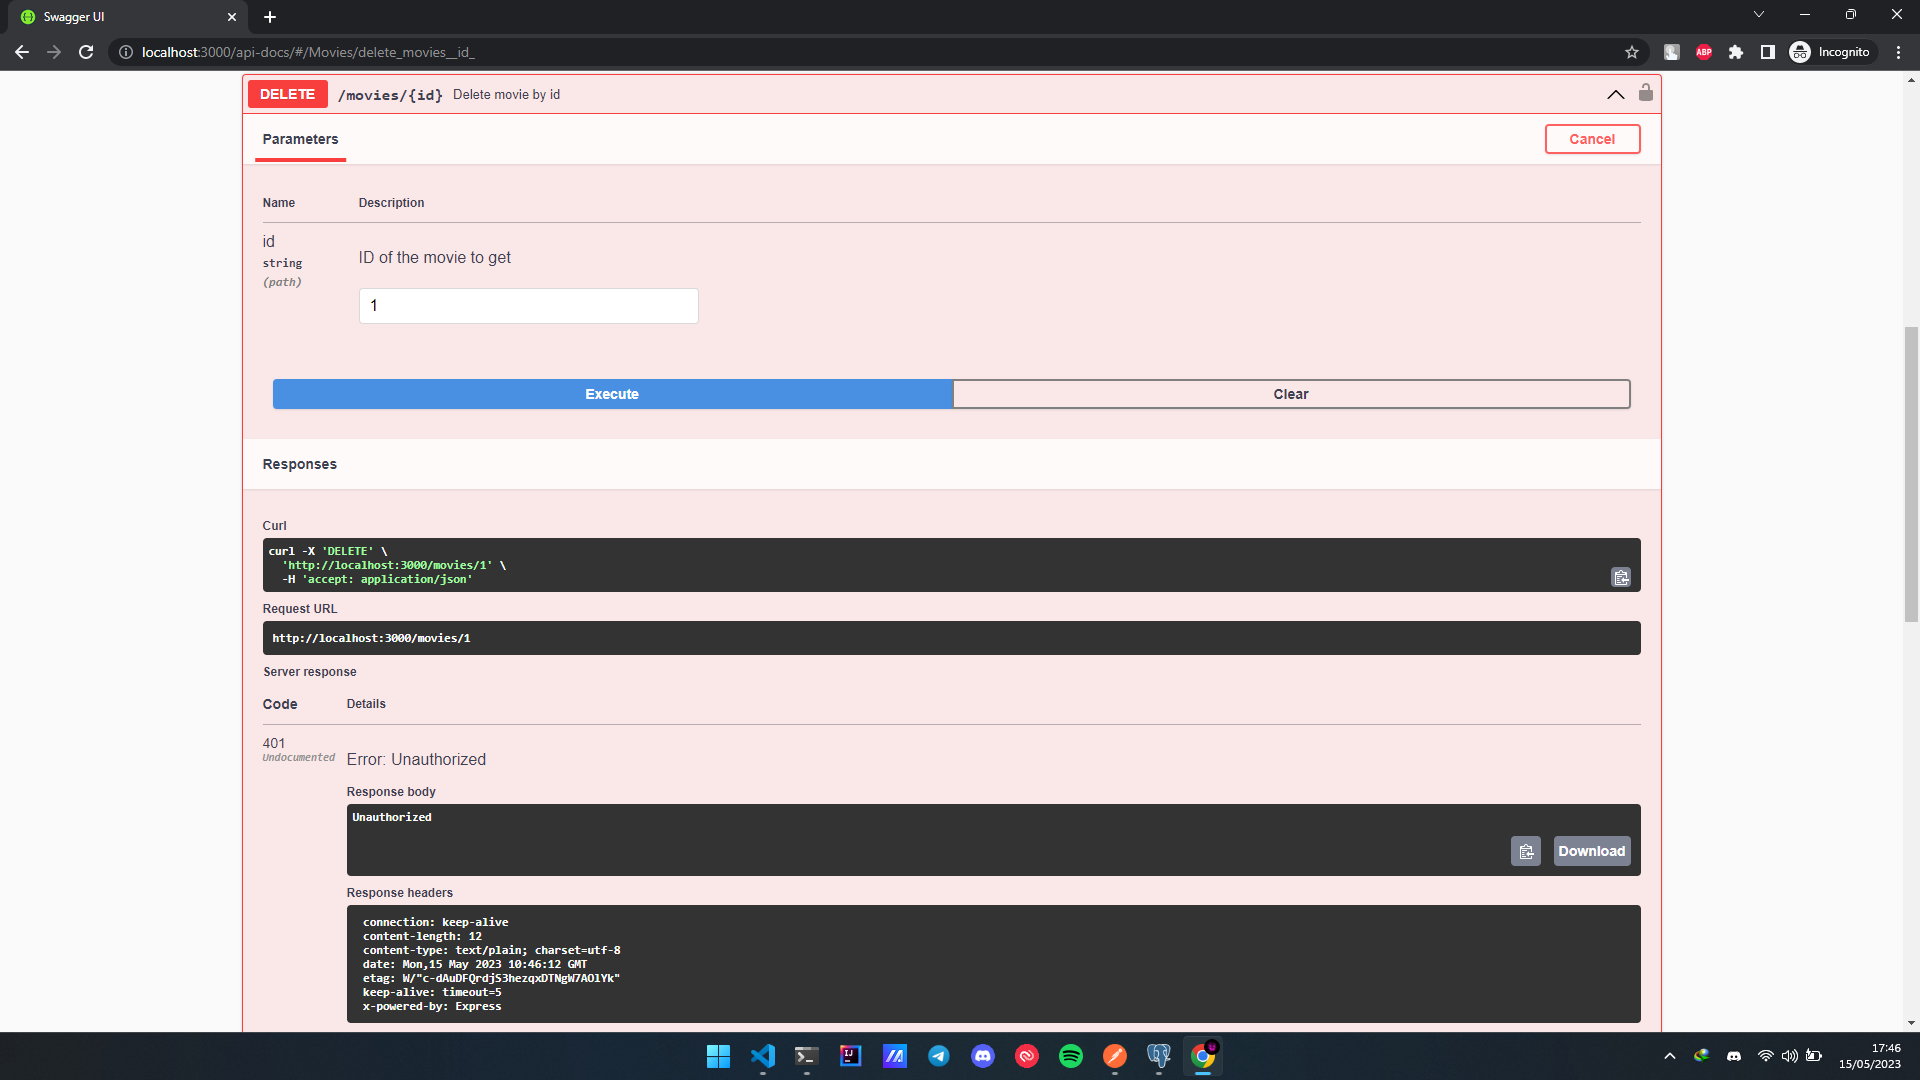 Swagger UI
localhost:3000/api-docs/#/Movies/delete_movies__id_
ABP
Incognito
DELETE /movies/{id} Delete movie by id
Parameters
Cancel
Name Description
id
string
(path)
ID of the movie to get
1
Execute
Clear
Responses
Curl
curl -X 'DELETE' \
'http://localhost:3000/movies/1' \
-H 'accept: application/json'
Request URL
http://localhost:3000/movies/1
Server response
Code Details
401
Undocumented
Error: Unauthorized
Response body
Unauthorized
Download
Response headers
connection: keep-alive
content-length: 12
content-type: text/plain; charset=utf-8
date: Mon,15 May 2023 10:46:12 GMT
etag: W/"c-dAuDFQrdjS3hezqxDTNgW7AOlYk"
keep-alive: timeout=5
x-powered-by: Express
IJ
17:46
15/05/2023